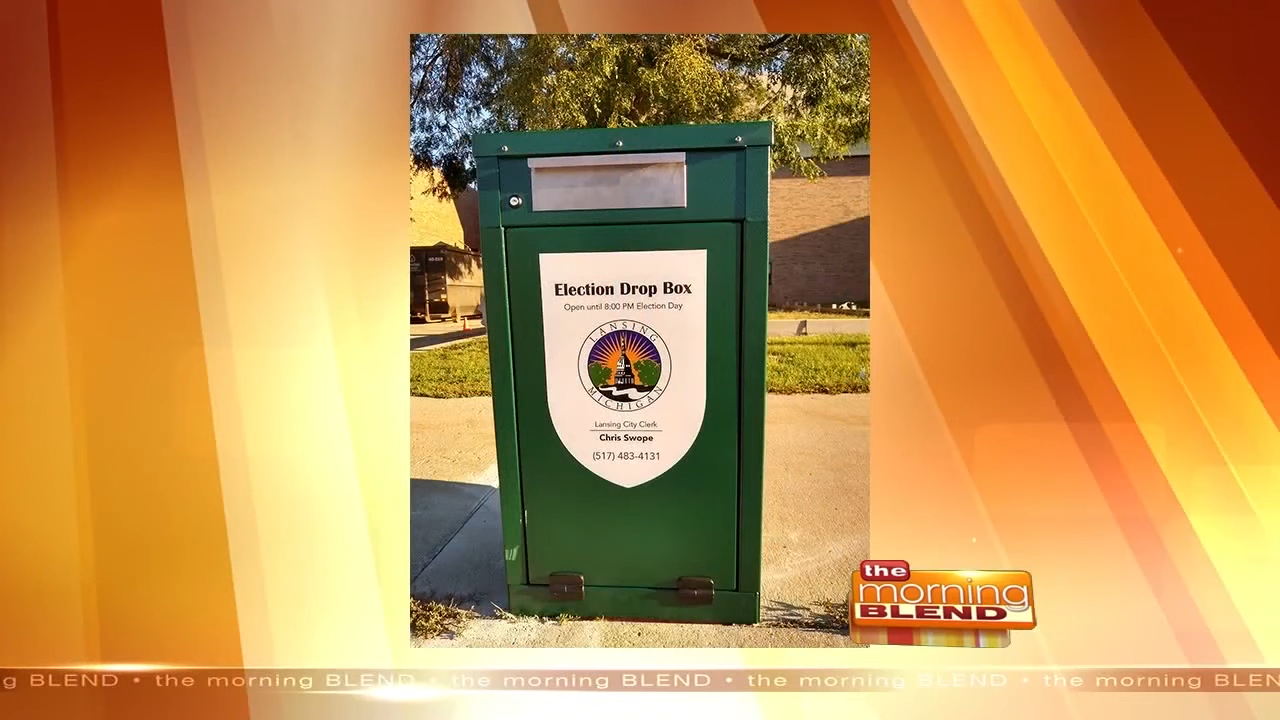 Election Drop Box
Open until 8:00 PM Election Day
LANSING
MICHIGAN
Lansing City Clerk
Chris Swope
(517) 483-4131
the
morning
BLEND
g BLEND • the morning BLEND • the morning BLEND • the morning BLEND • the morning BLEN